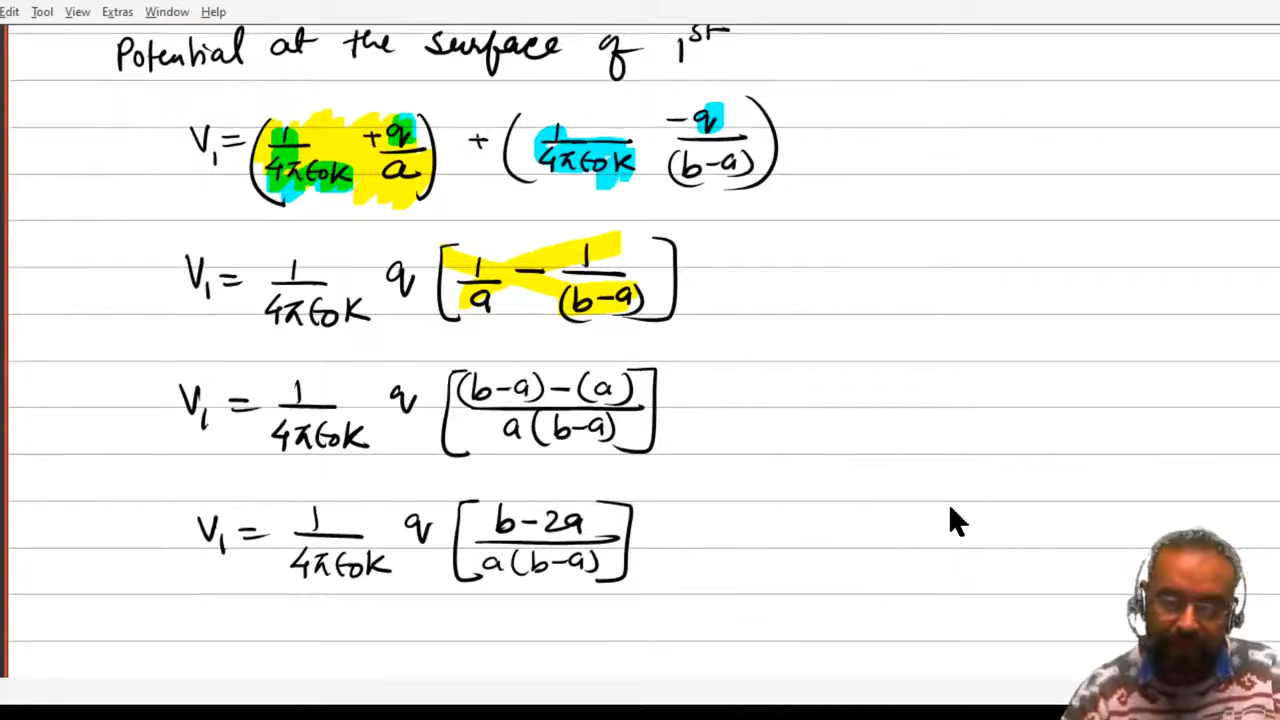 Edit Tool View Extras Window Help
Potential at the surface of 1st
V₁ = (1/4πϵ0K +q/a) + (1/4πϵ0K -q/(b-a))
V₁ = 1/4πϵ0K q [1/a - 1/(b-a)]
V₁ = 1/4πϵ0K q [(b-a)-(a)/a(b-a)]
V₁ = 1/4πϵ0K q [b-2a/a(b-a)]